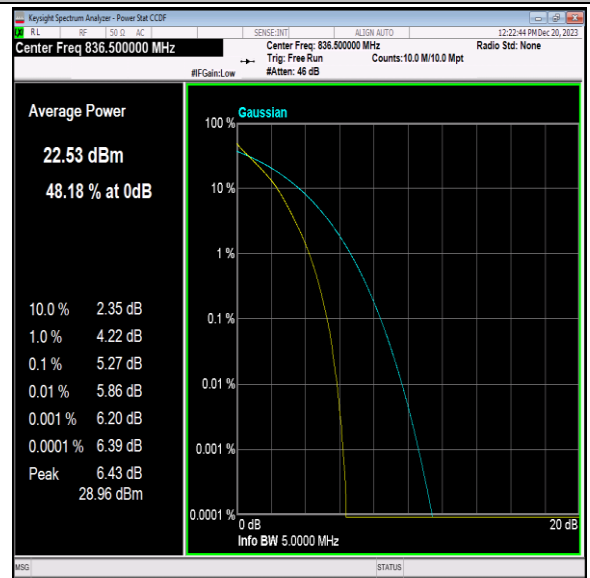 Keysight Spectrum Analyzer - Power Stat CCDF
LXI RL RF 50 Ω AC SENSE:INT ALIGN AUTO 12:22:44 PM Dec 20, 2023
Center Freq 836.500000 MHz Center Freq: 836.500000 MHz Radio Std: None
Trig: Free Run Counts:10.0 M/10.0 Mpt
#IFGain:Low #Atten: 46 dB
Average Power
22.53 dBm
48.18 % at 0dB
10.0 % 2.35 dB
1.0 % 4.22 dB
0.1 % 5.27 dB
0.01 % 5.86 dB
0.001 % 6.20 dB
0.0001 % 6.39 dB
Peak 6.43 dB
28.96 dBm
Gaussian
100 %
10 %
1 %
0.1 %
0.01 %
0.001 %
0.0001 %
0 dB 20 dB
Info BW 5.0000 MHz
MSG STATUS